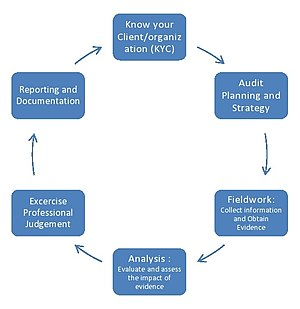 Know your
Client/organiz
ation (KYC)
Audit
Planning and
Strategy
Fieldwork:
Collect information
and Obtain
Evidence
Analysis :
Evaluate and assess
the impact of
evidence
Excercise
Professional
Judgement
Reporting and
Documentation